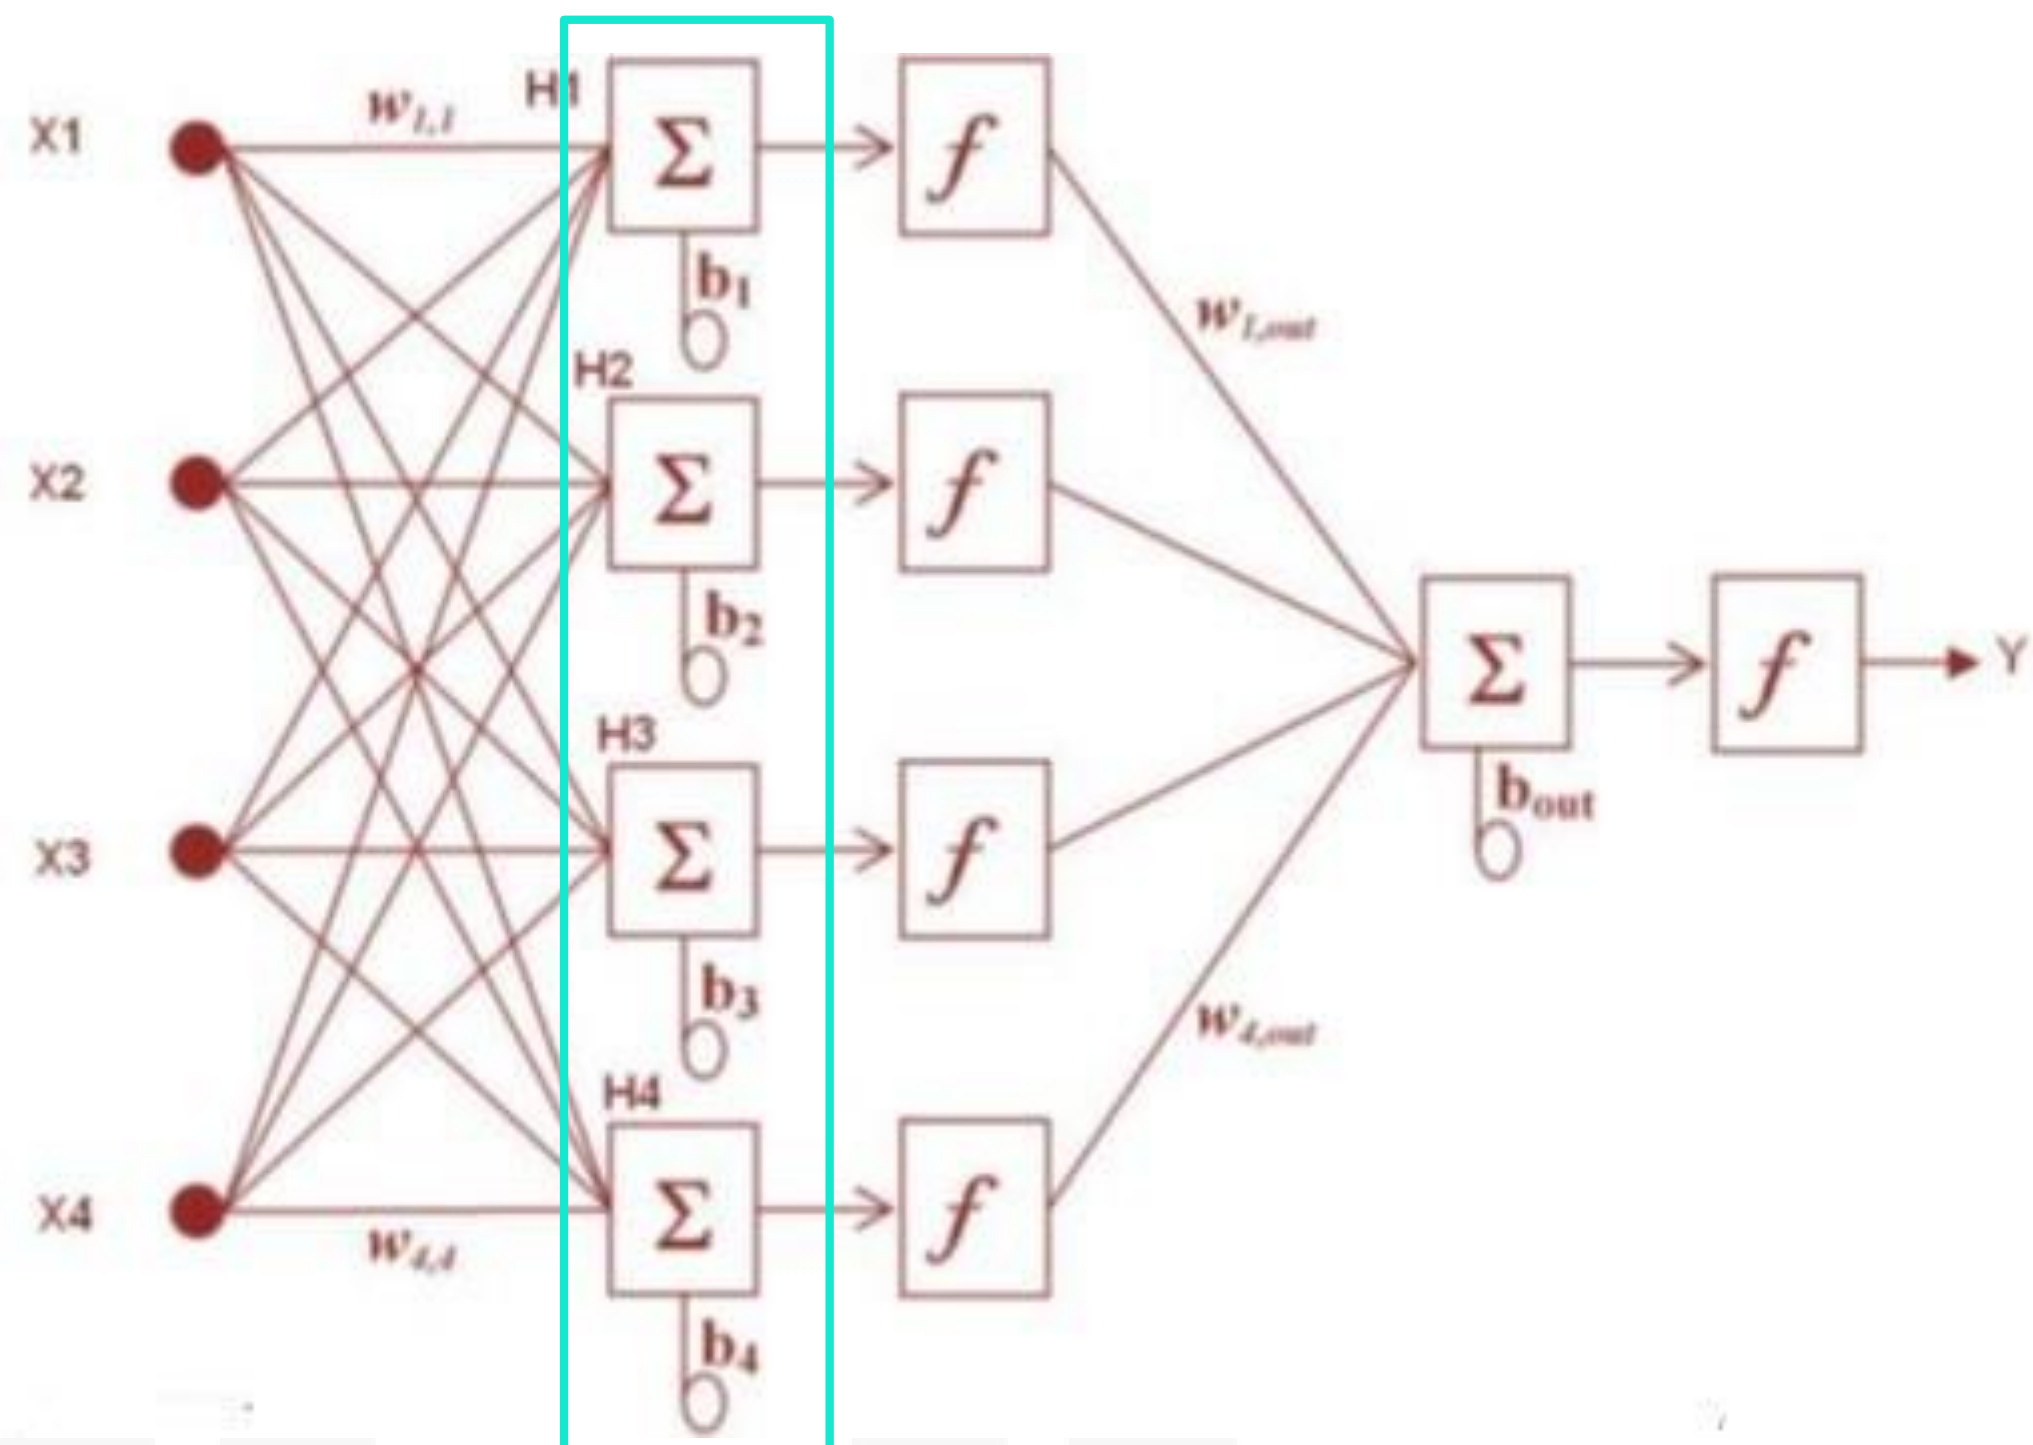 X1
w1,1
H1
Σ
f
b1
w1,out
H2
X2
Σ
f
b2
Σ
f
Y
H3
bout
X3
Σ
f
b3
w4,out
H4
X4
w4,4
Σ
f
b4